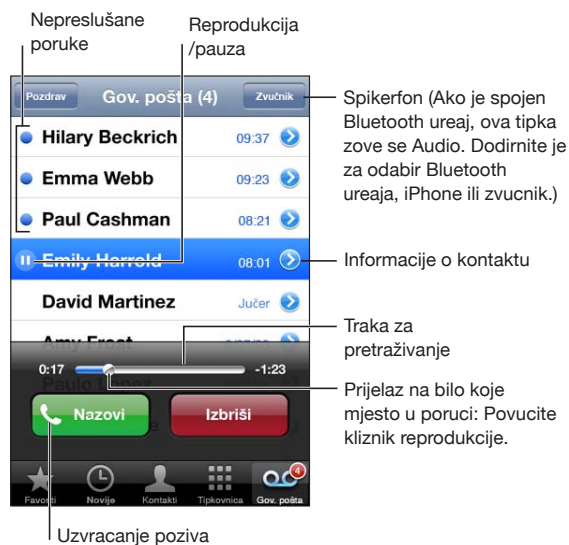 Nepreslušane
poruke
Reprodukcija
/pauza
Pozdrav
Gov. pošta (4)
Zvučnik
Spikerfon (Ako je spojen
Bluetooth ureaj, ova tipka
zove se Audio. Dodirnite je
za odabir Bluetooth
ureaja, iPhone ili zvucnik.)
Hilary Beckrich 09:37
Emma Webb 09:23
Paul Cashman 08:21
Emily Harrold 08:01
Informacije o kontaktu
David Martinez Jučer
Amy Frost
Traka za
pretraživanje
0:17 -1:23
Paulo Lopez
Prijelaz na bilo koje
mjesto u poruci: Povucite
kliznik reprodukcije.
Nazovi
Izbriši
4
Favoriti Novije Kontakti Tipkovnica Gov. pošta
Uzvracanje poziva